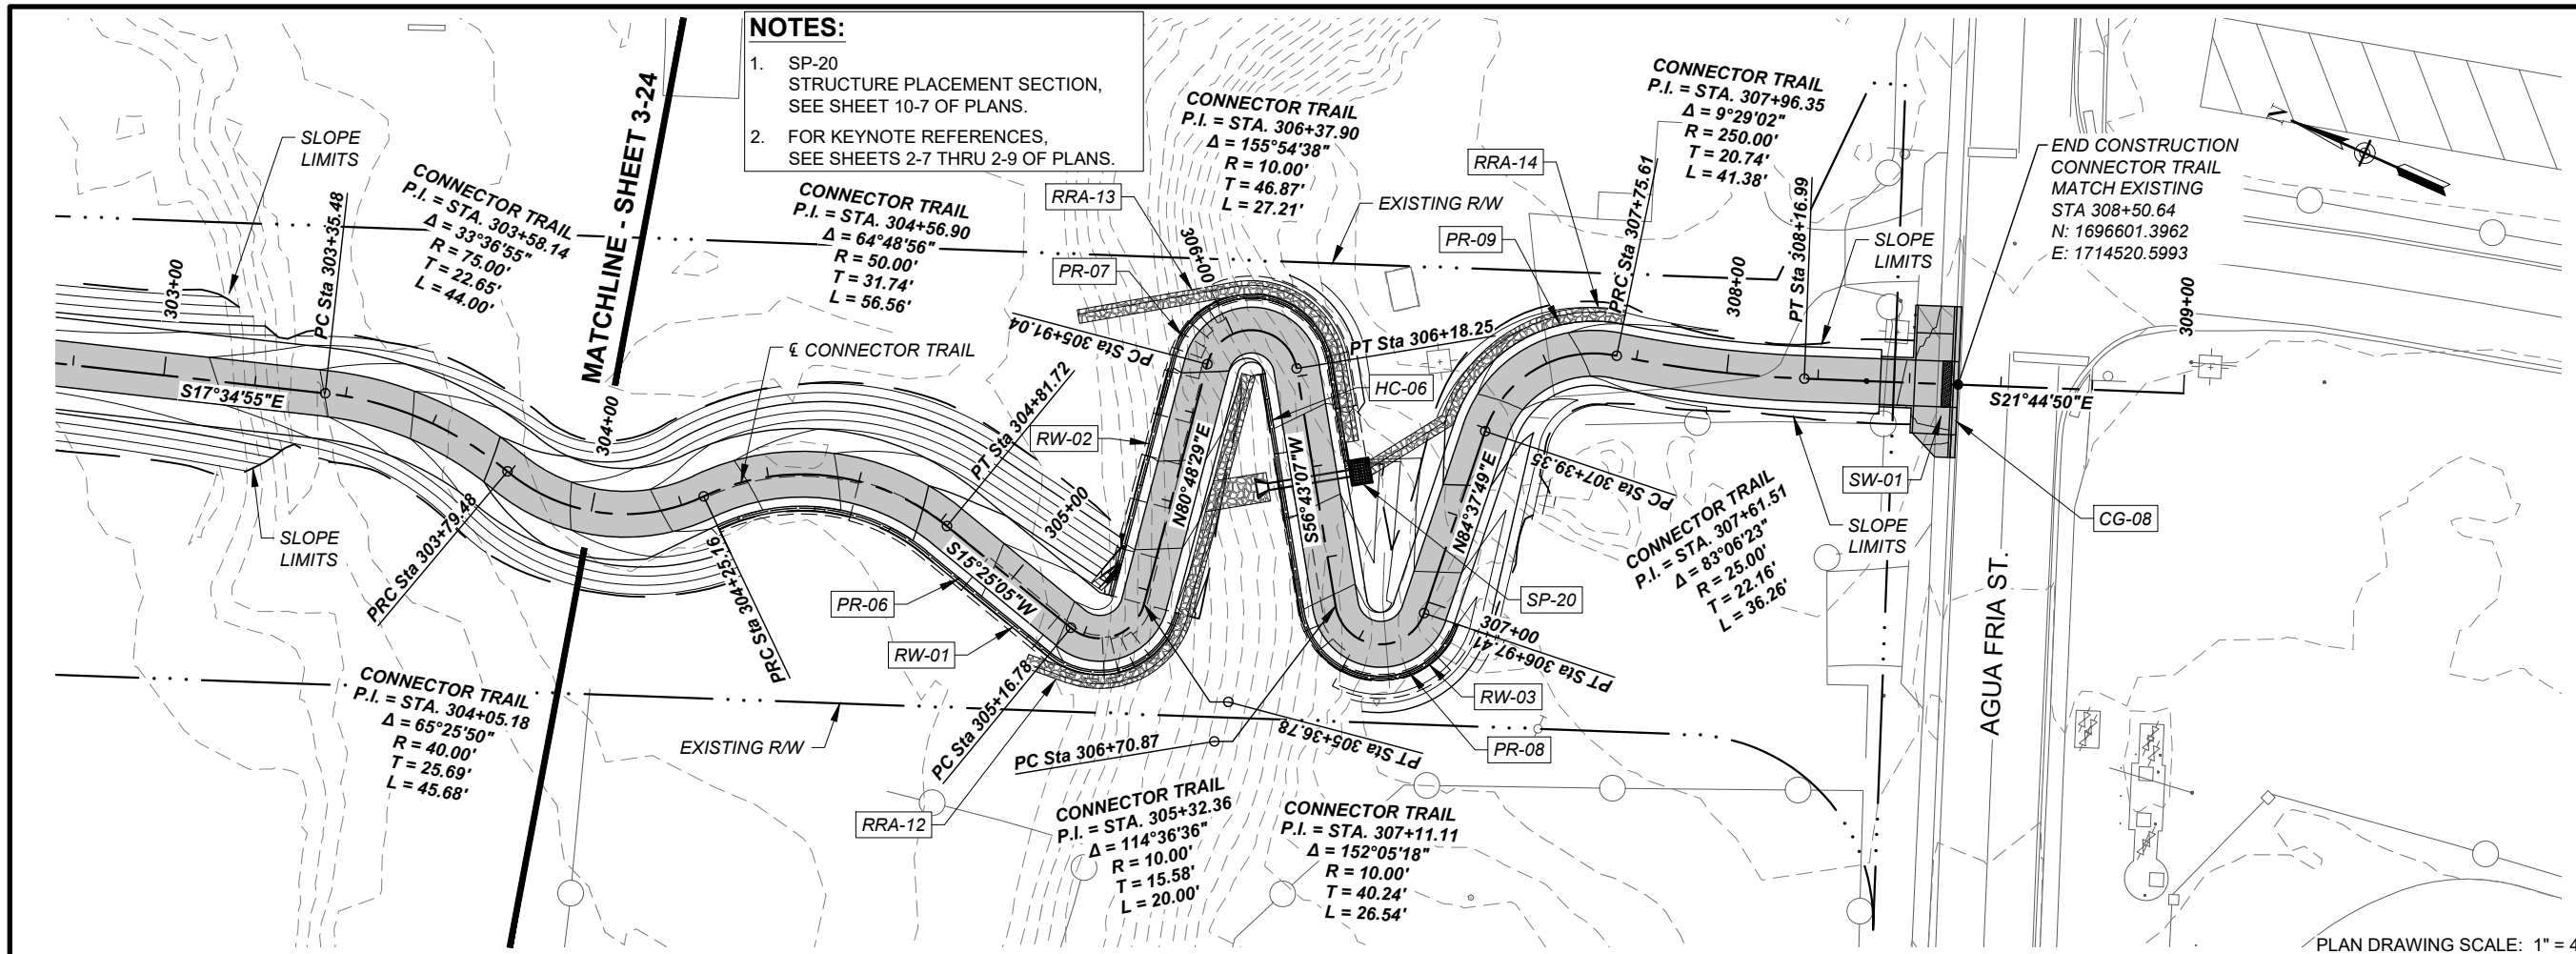 NOTES:
1. SP-20
STRUCTURE PLACEMENT SECTION,
SEE SHEET 10-7 OF PLANS.
2. FOR KEYNOTE REFERENCES,
SEE SHEETS 2-7 THRU 2-9 OF PLANS.
SLOPE
LIMITS
303+00
PC Sta 303+35.48
S17°34'55"E
SLOPE
LIMITS
CONNECTOR TRAIL
P.I. = STA. 303+58.14
Δ = 33°36'55"
R = 75.00'
T = 22.65'
L = 44.00'
MATCHLINE - SHEET 3-24
304+00
PRC Sta 303+79.48
CONNECTOR TRAIL
P.I. = STA. 304+05.18
Δ = 65°25'50"
R = 40.00'
T = 25.69'
L = 45.68'
CONNECTOR TRAIL
P.I. = STA. 304+56.90
Δ = 64°48'56"
R = 50.00'
T = 31.74'
L = 56.56'
℄ CONNECTOR TRAIL
PRC Sta 304+25.16
PT Sta 304+81.72
305+00
S15°25'05"W
PR-06
RW-01
EXISTING R/W
PC Sta 305+16.78
RRA-12
RW-02
PR-07
RRA-13
306+00
PC Sta 305+91.04
N80°48'29"E
CONNECTOR TRAIL
P.I. = STA. 306+37.90
Δ = 155°54'38"
R = 10.00'
T = 46.87'
L = 27.21'
EXISTING R/W
PT Sta 306+18.25
HC-06
S56°43'07"W
PC Sta 306+70.87
PT Sta 305+36.78
CONNECTOR TRAIL
P.I. = STA. 305+32.36
Δ = 114°36'36"
R = 10.00'
T = 15.58'
L = 20.00'
CONNECTOR TRAIL
P.I. = STA. 307+11.11
Δ = 152°05'18"
R = 10.00'
T = 40.24'
L = 26.54'
RRA-14
PR-09
N84°37'49"E
PC Sta 307+39.35
SP-20
307+00
PT Sta 306+97.41
RW-03
PR-08
CONNECTOR TRAIL
P.I. = STA. 307+61.51
Δ = 83°06'23"
R = 25.00'
T = 22.16'
L = 36.26'
CONNECTOR TRAIL
P.I. = STA. 307+96.35
Δ = 9°29'02"
R = 250.00'
T = 20.74'
L = 41.38'
PRC Sta 307+75.61
308+00
PT Sta 308+16.99
SLOPE
LIMITS
SLOPE
LIMITS
SW-01
CG-08
END CONSTRUCTION
CONNECTOR TRAIL
MATCH EXISTING
STA 308+50.64
N: 1696601.3962
E: 1714520.5993
S21°44'50"E
309+00
AGUA FRIA ST.
N
PLAN DRAWING SCALE: 1" = 4